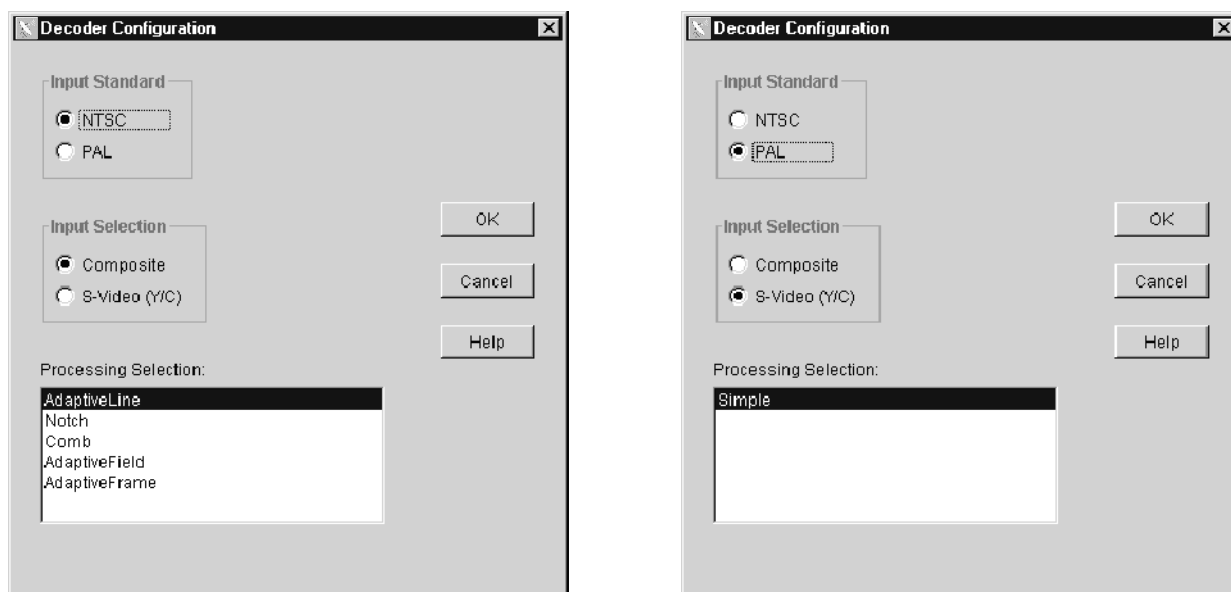 Decoder Configuration
Input Standard
NTSC
PAL
Input Selection
Composite
S-Video (Y/C)
OK
Cancel
Help
Processing Selection:
AdaptiveLine
Notch
Comb
AdaptiveField
AdaptiveFrame
Decoder Configuration
Input Standard
NTSC
PAL
Input Selection
Composite
S-Video (Y/C)
OK
Cancel
Help
Processing Selection:
Simple